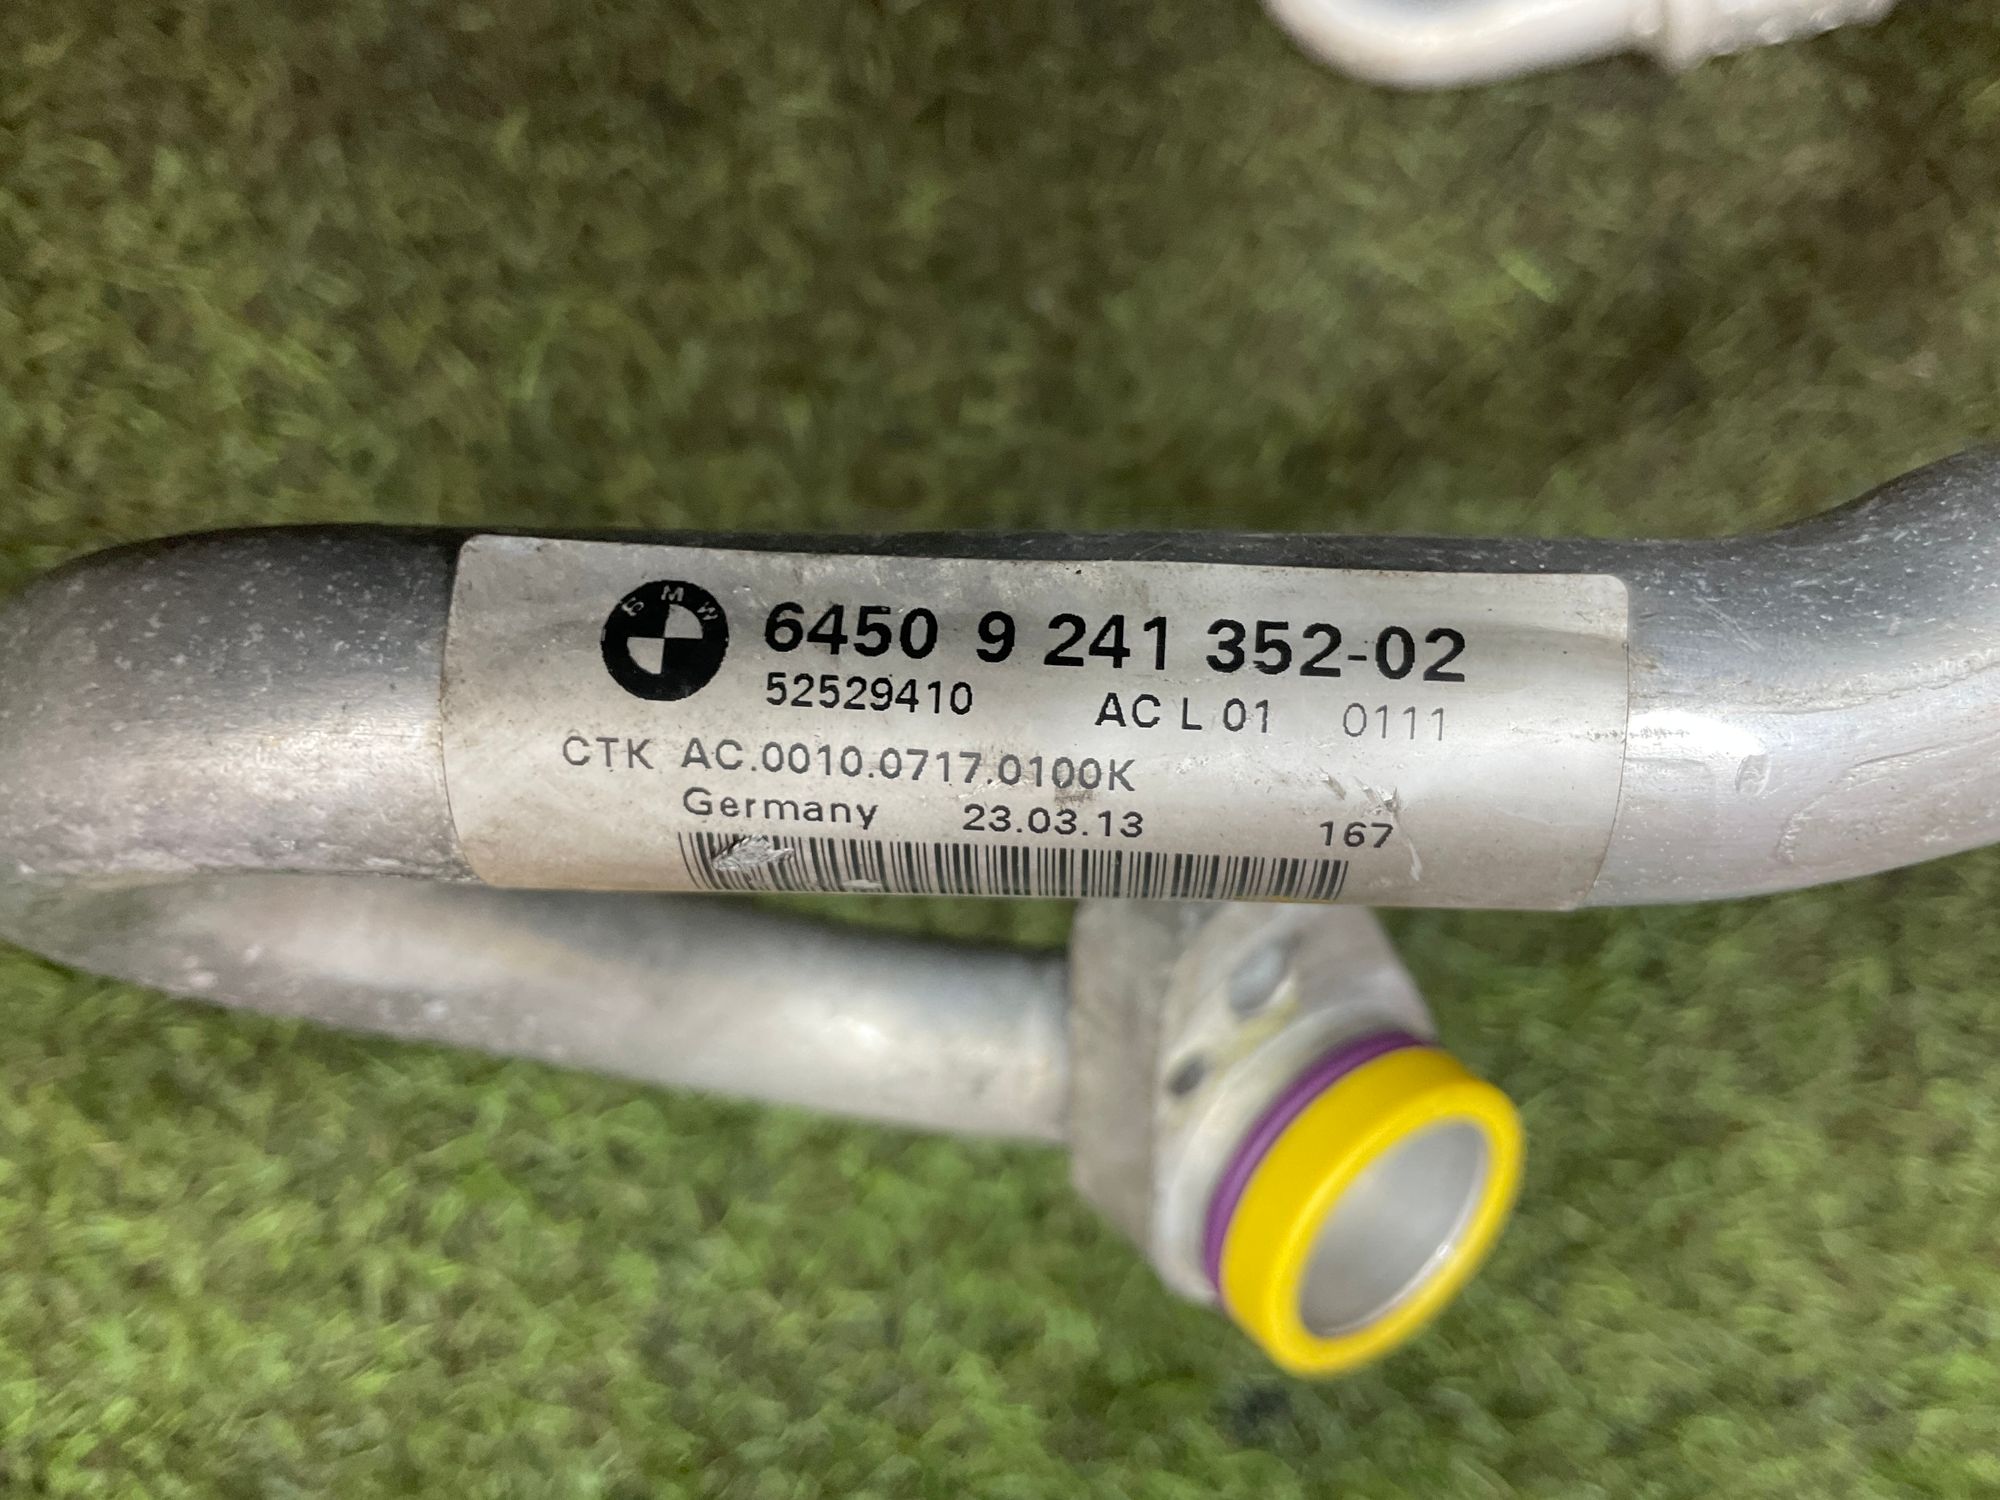 BMW 6450 9 241 352-02
52529410 AC L 01 0111
CTK AC.0010.0717.0100K
Germany 23.03.13 167